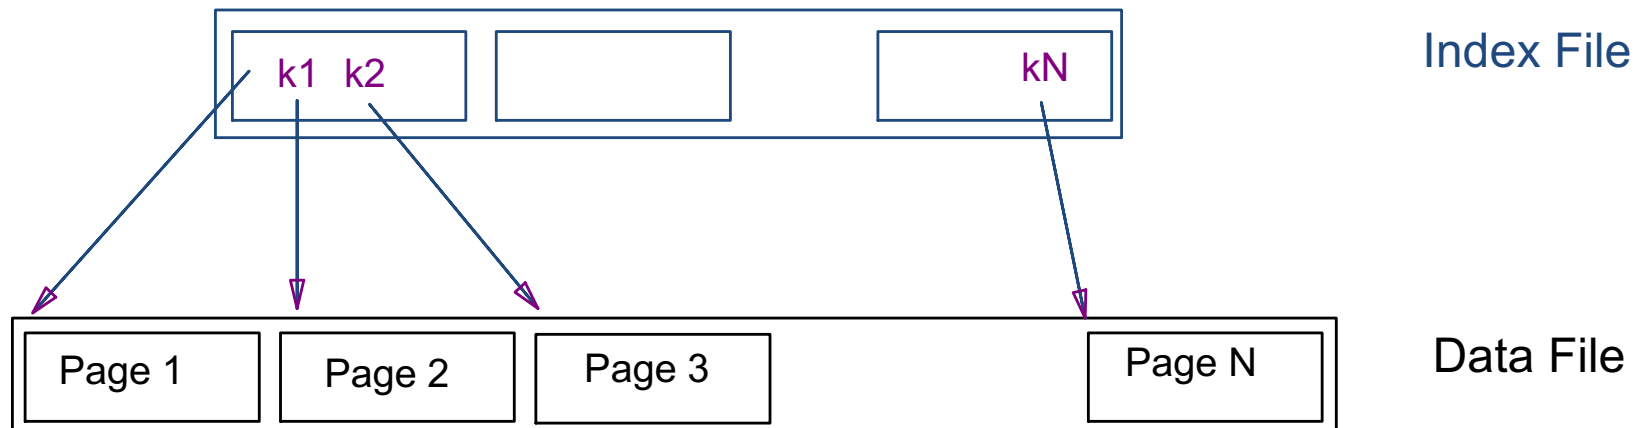 k1 k2
kN
Index File
Page 1
Page 2
Page 3
Page N
Data File